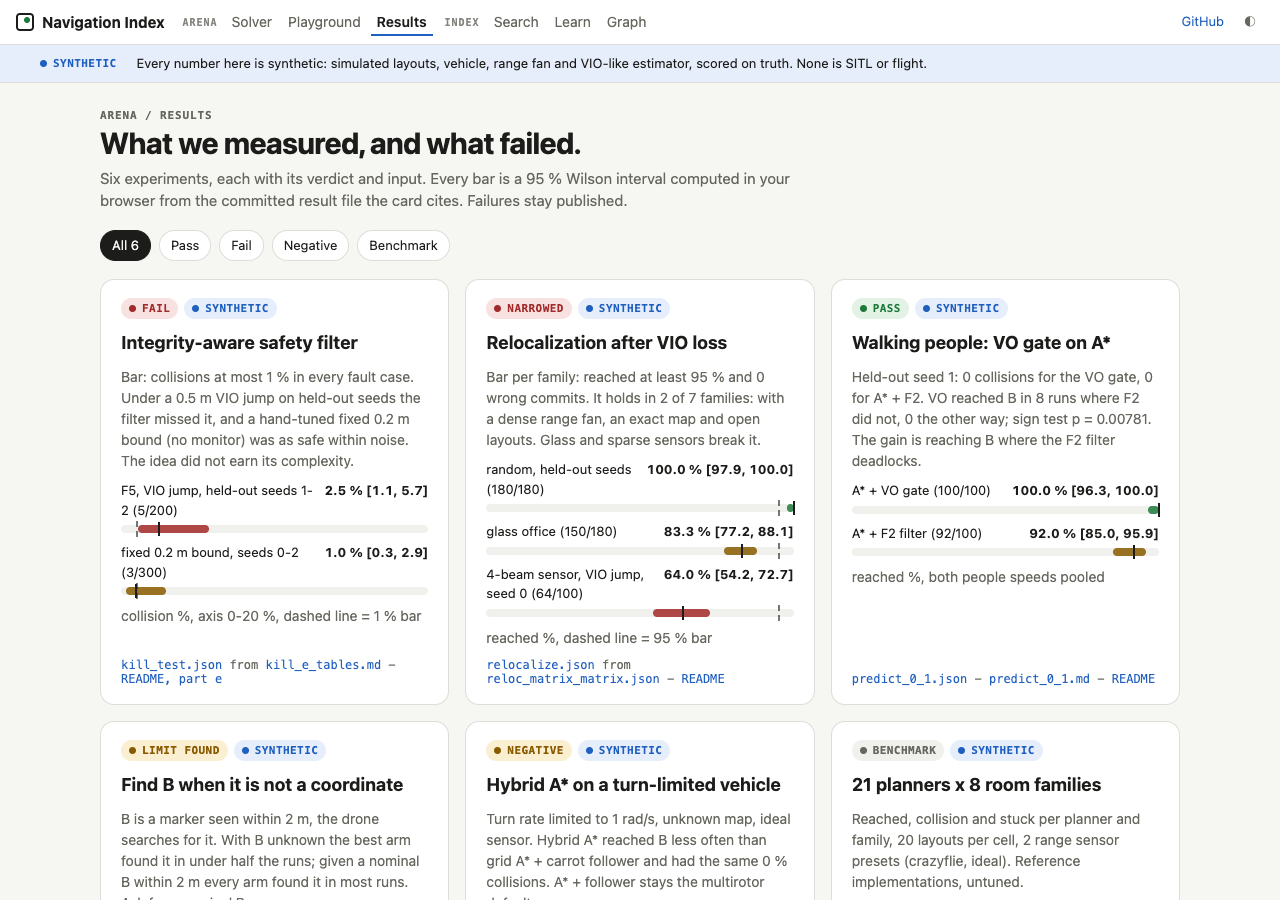 Navigation Index ARENA Solver Playground Results INDEX Search Learn Graph GitHub
SYNTHETIC Every number here is synthetic: simulated layouts, vehicle, range fan and VIO-like estimator, scored on truth. None is SITL or flight.
ARENA / RESULTS
What we measured, and what failed.
Six experiments, each with its verdict and input. Every bar is a 95 % Wilson interval computed in your
browser from the committed result file the card cites. Failures stay published.
All 6 Pass Fail Negative Benchmark
FAIL SYNTHETIC
Integrity-aware safety filter
Bar: collisions at most 1 % in every fault case.
Under a 0.5 m VIO jump on held-out seeds the
filter missed it, and a hand-tuned fixed 0.2 m
bound (no monitor) was as safe within noise.
The idea did not earn its complexity.
F5, VIO jump, held-out seeds 1- 2.5 % [1.1, 5.7]
2 (5/200)
fixed 0.2 m bound, seeds 0-2 1.0 % [0.3, 2.9]
(3/300)
collision %, axis 0-20 %, dashed line = 1 % bar
kill_test.json from kill_e_tables.md –
README, part e
NARROWED SYNTHETIC
Relocalization after VIO loss
Bar per family: reached at least 95 % and 0
wrong commits. It holds in 2 of 7 families: with
a dense range fan, an exact map and open
layouts. Glass and sparse sensors break it.
random, held-out seeds 100.0 % [97.9, 100.0]
(180/180)
glass office (150/180) 83.3 % [77.2, 88.1]
4-beam sensor, VIO jump, 64.0 % [54.2, 72.7]
seed 0 (64/100)
reached %, dashed line = 95 % bar
relocalize.json from
reloc_matrix_matrix.json – README
PASS SYNTHETIC
Walking people: VO gate on A*
Held-out seed 1: 0 collisions for the VO gate, 0
for A* + F2. VO reached B in 8 runs where F2
did not, 0 the other way; sign test p = 0.00781.
The gain is reaching B where the F2 filter
deadlocks.
A* + VO gate (100/100) 100.0 % [96.3, 100.0]
A* + F2 filter (92/100) 92.0 % [85.0, 95.9]
reached %, both people speeds pooled
predict_0_1.json – predict_0_1.md – README
LIMIT FOUND SYNTHETIC
Find B when it is not a coordinate
B is a marker seen within 2 m, the drone
searches for it. With B unknown the best arm
found it in under half the runs; given a nominal
B within 2 m every arm found it in most runs.
NEGATIVE SYNTHETIC
Hybrid A* on a turn-limited vehicle
Turn rate limited to 1 rad/s, unknown map, ideal
sensor. Hybrid A* reached B less often than
grid A* + carrot follower and had the same 0 %
collisions. A* + follower stays the multirotor
BENCHMARK SYNTHETIC
21 planners x 8 room families
Reached, collision and stuck per planner and
family, 20 layouts per cell, 2 range sensor
presets (crazyflie, ideal). Reference
implementations, untuned.